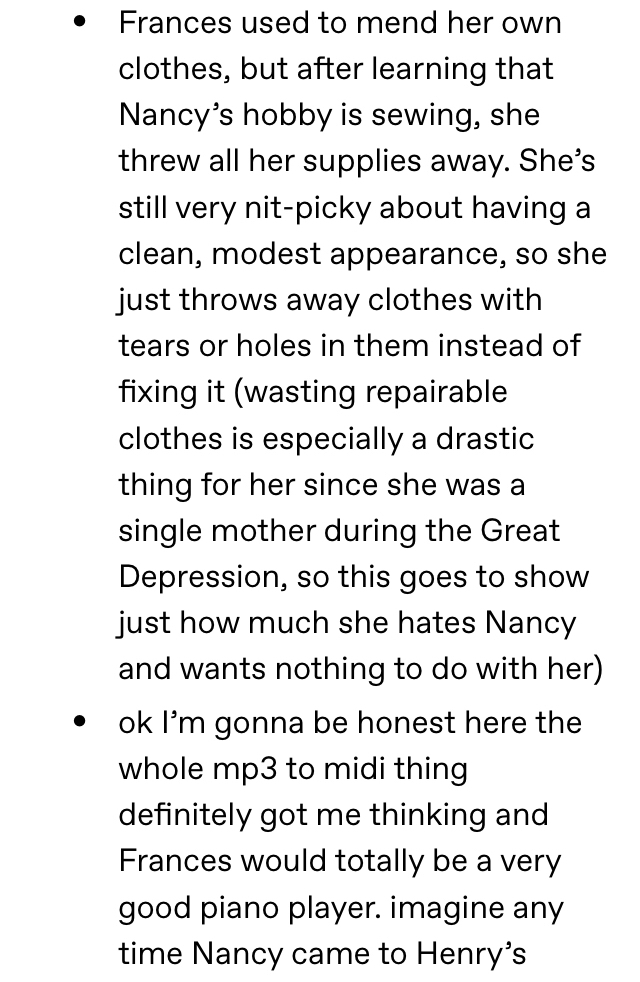 • Frances used to mend her own
clothes, but after learning that
Nancy’s hobby is sewing, she
threw all her supplies away. She’s
still very nit-picky about having a
clean, modest appearance, so she
just throws away clothes with
tears or holes in them instead of
fixing it (wasting repairable
clothes is especially a drastic
thing for her since she was a
single mother during the Great
Depression, so this goes to show
just how much she hates Nancy
and wants nothing to do with her)
• ok I’m gonna be honest here the
whole mp3 to midi thing
definitely got me thinking and
Frances would totally be a very
good piano player. imagine any
time Nancy came to Henry’s